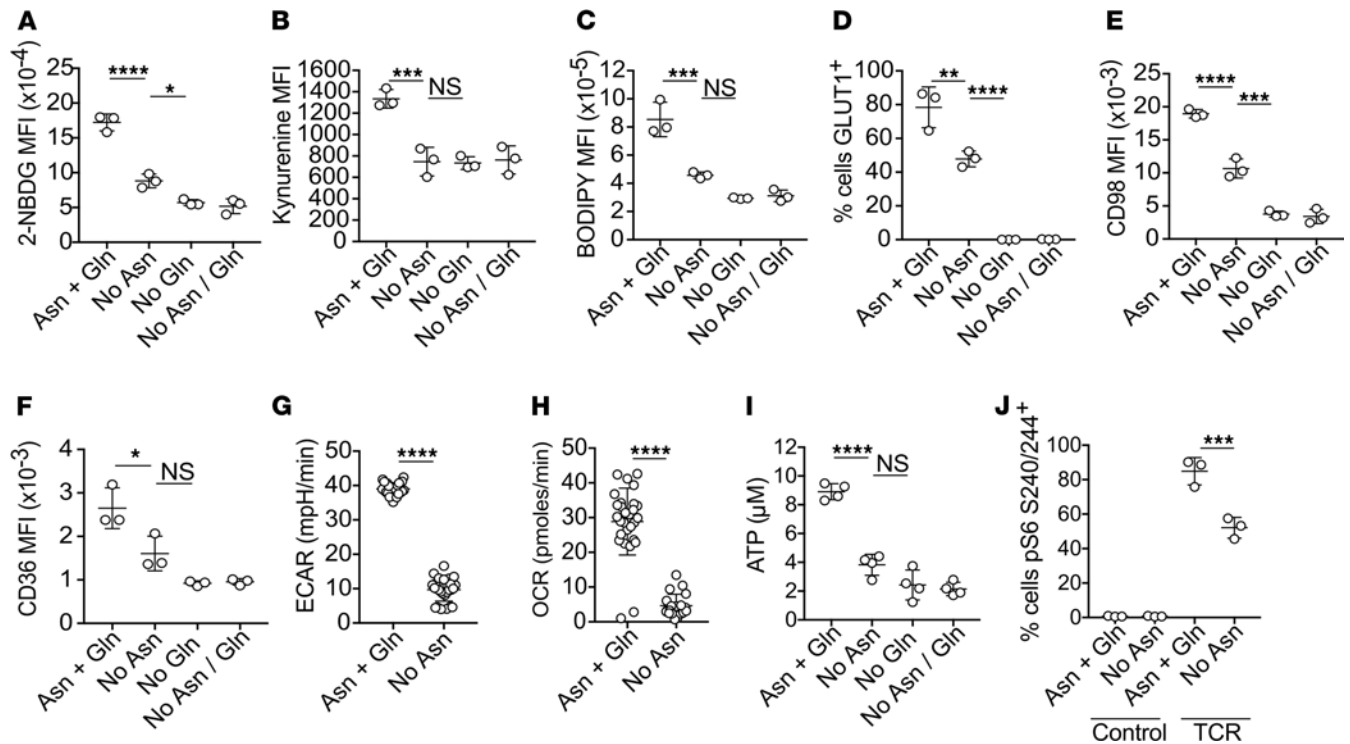 A
2-NBDG MFI (x10-4)
25
20
15
10
5
0
****
*
Asn + Gln
No Asn
No Gln
No Asn / Gln
B
Kynurenine MFI
1600
1400
1200
1000
800
600
400
200
0
***
NS
Asn + Gln
No Asn
No Gln
No Asn / Gln
C
BODIPY MFI (x10-5)
12
10
8
6
4
2
0
***
NS
Asn + Gln
No Asn
No Gln
No Asn / Gln
D
% cells GLUT1+
100
80
60
40
20
0
**
****
Asn + Gln
No Asn
No Gln
No Asn / Gln
E
CD98 MFI (x10-3)
25
20
15
10
5
0
****
***
Asn + Gln
No Asn
No Gln
No Asn / Gln
F
CD36 MFI (x10-3)
4
3
2
1
0
*
NS
Asn + Gln
No Asn
No Gln
No Asn / Gln
G
ECAR (mpH/min)
50
40
30
20
10
0
****
Asn + Gln
No Asn
H
OCR (pmoles/min)
50
40
30
20
10
0
****
Asn + Gln
No Asn
I
ATP (µM)
12
10
8
6
4
2
0
****
NS
Asn + Gln
No Asn
No Gln
No Asn / Gln
J
% cells pS6 S240/244+
100
80
60
40
20
0
***
Asn + Gln
No Asn
Asn + Gln
No Asn
Control
TCR